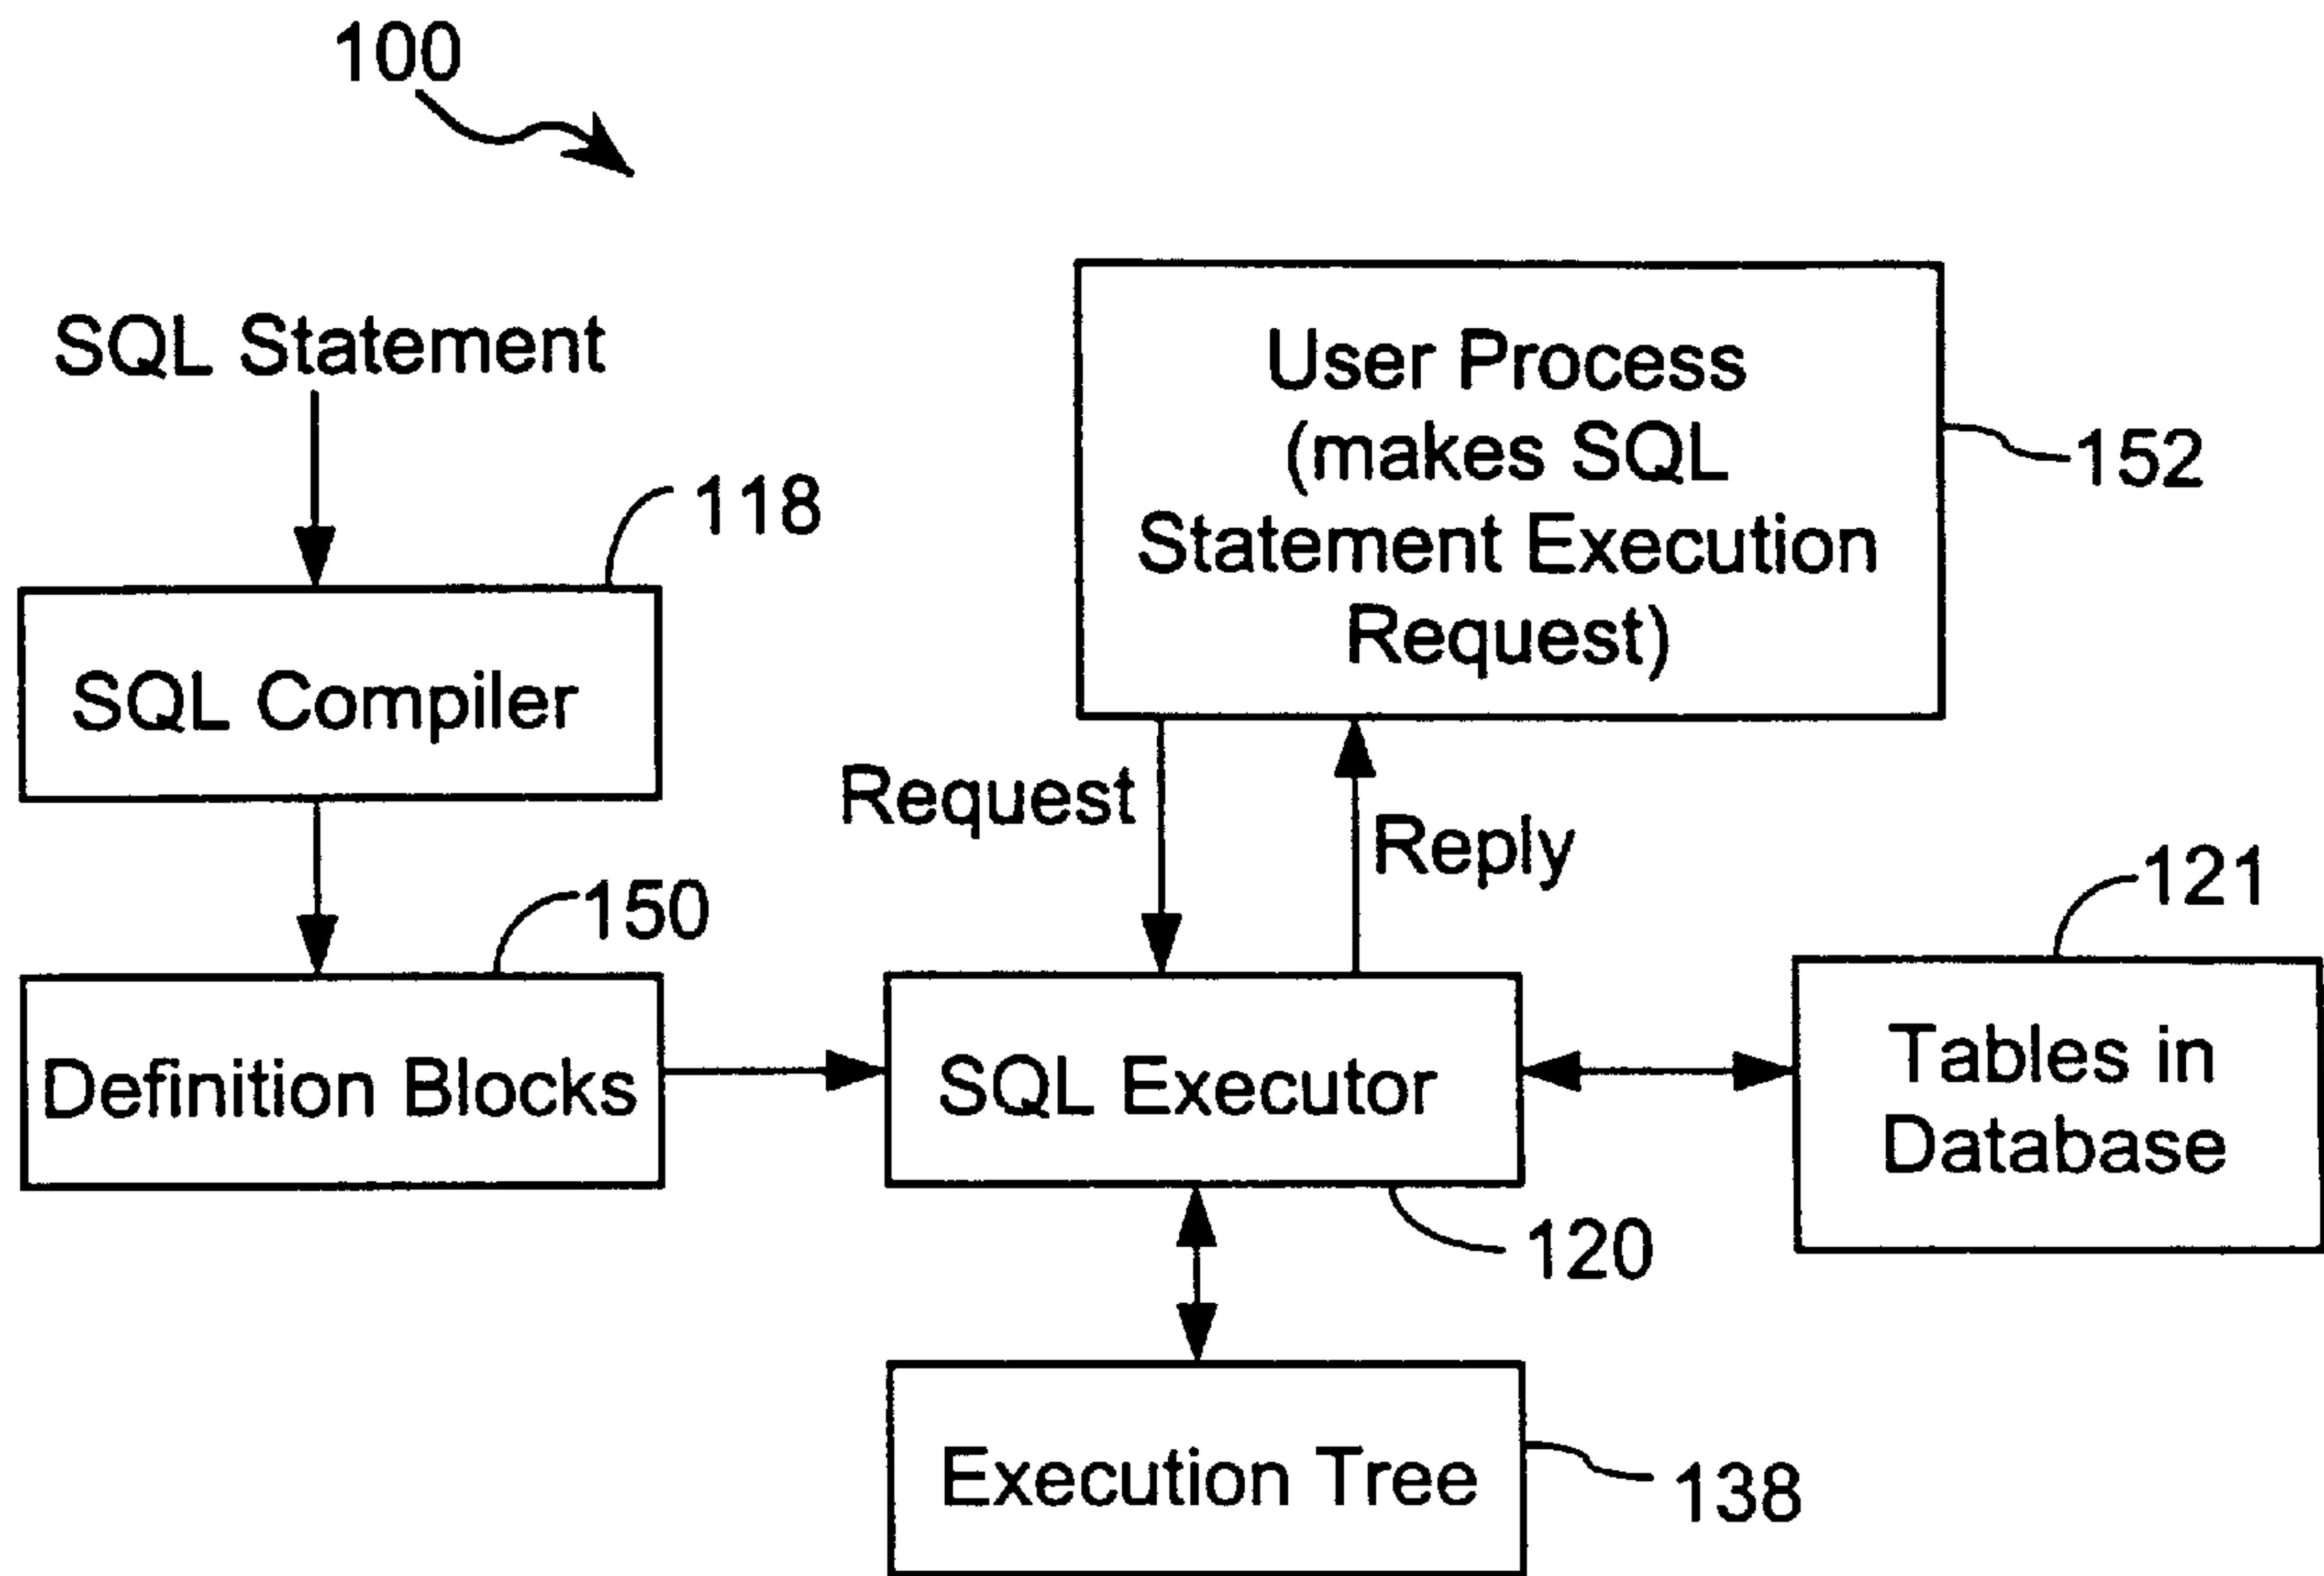 100
SQL Statement
118
SQL Compiler
User Process
(makes SQL
Statement Execution
Request)
152
Request
Reply
150
121
Definition Blocks
SQL Executor
Tables in
Database
120
Execution Tree
138